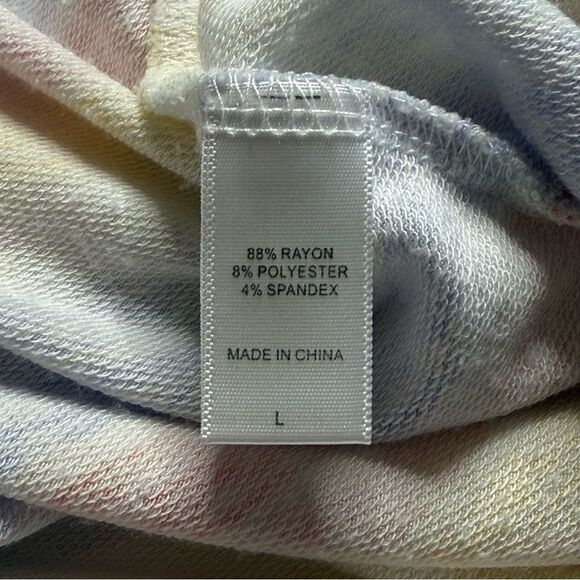 88% RAYON
8% POLYESTER
4% SPANDEX
MADE IN CHINA
L